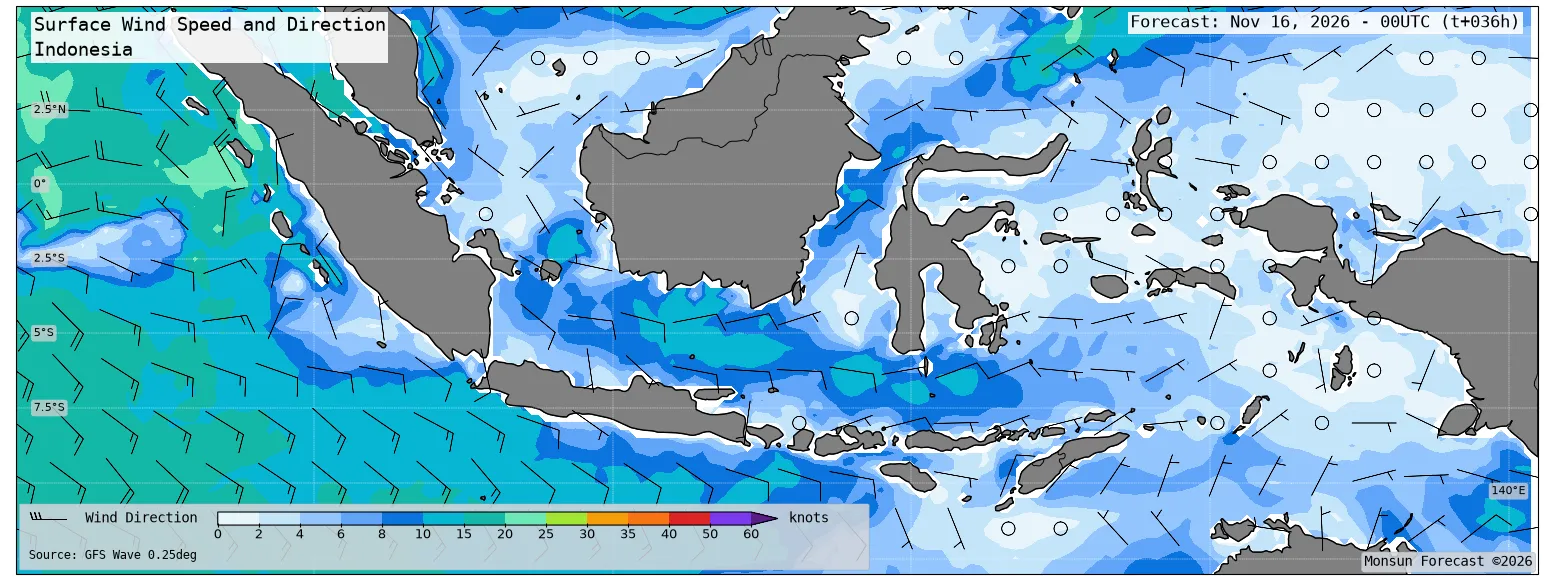 Surface Wind Speed and Direction
Indonesia
Forecast: Nov 16, 2026 - 00UTC (t+036h)
2.5°N
0°
2.5°S
5°S
7.5°S
140°E
Wind Direction
0 2 4 6 8 10 15 20 25 30 35 40 50 60
knots
Source: GFS Wave 0.25deg
Monsun Forecast ©2026